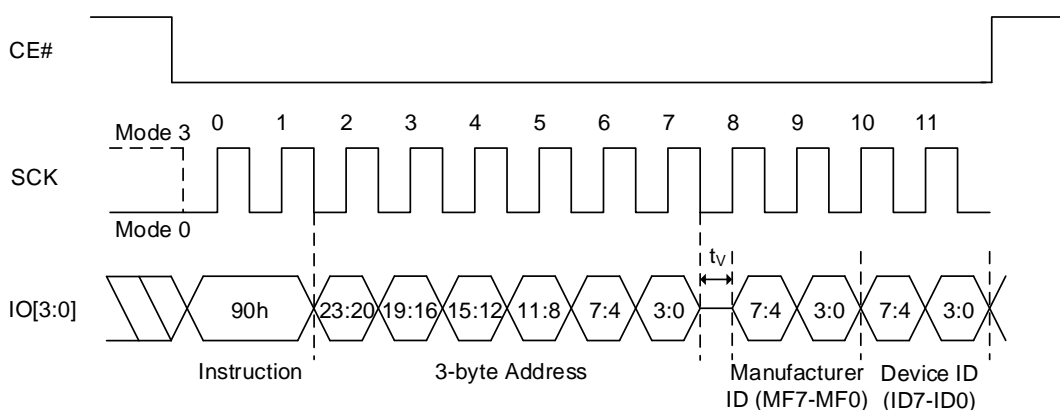 CE#
Mode 3
0 1 2 3 4 5 6 7 8 9 10 11
SCK
Mode 0
tV
IO[3:0]
90h 23:20 19:16 15:12 11:8 7:4 3:0 7:4 3:0 7:4 3:0
Instruction
3-byte Address
Manufacturer
ID (MF7-MF0)
Device ID
(ID7-ID0)